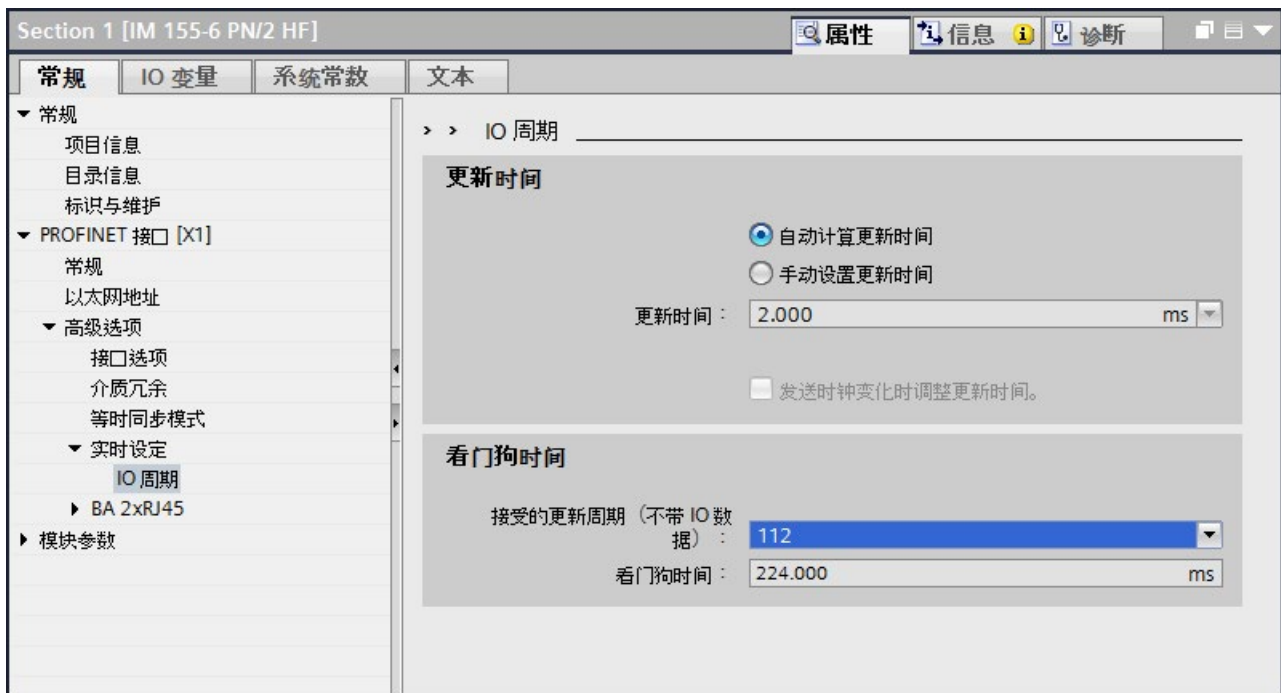 Section 1 [IM 155-6 PN/2 HF]
属性
信息
诊断
常规
IO 变量
系统常数
文本
常规
项目信息
目录信息
标识与维护
PROFINET 接口 [X1]
常规
以太网地址
高级选项
接口选项
介质冗余
等时同步模式
实时设定
IO 周期
BA 2xRJ45
模块参数
> > IO 周期
更新时间
自动计算更新时间
手动设置更新时间
更新时间：
2.000 ms
发送时钟变化时调整更新时间。
看门狗时间
接受的更新周期（不带 IO 数
据）：
112
看门狗时间：
224.000 ms